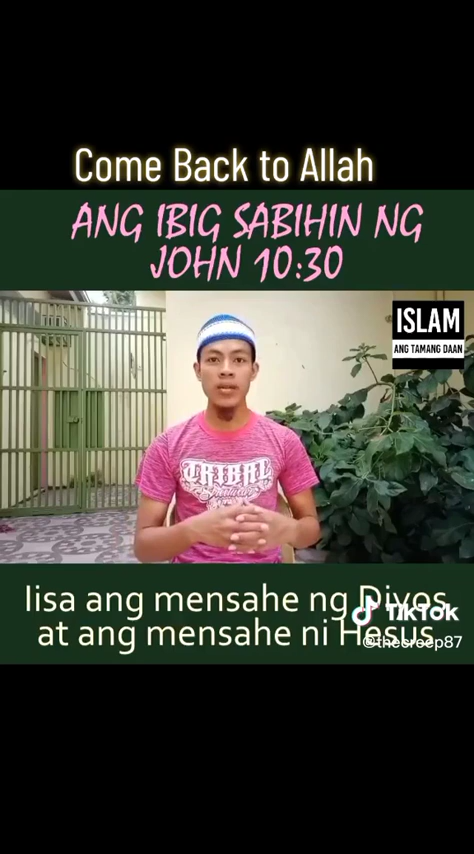 Come Back to Allah
ANG IBIG SABIHIN NG
JOHN 10:30
ISLAM
ANG TAMANG DAAN
TRIBAL
Iisa ang mensahe ng Diyos
at ang mensahe ni Hesus
TikTok
@thecreep87